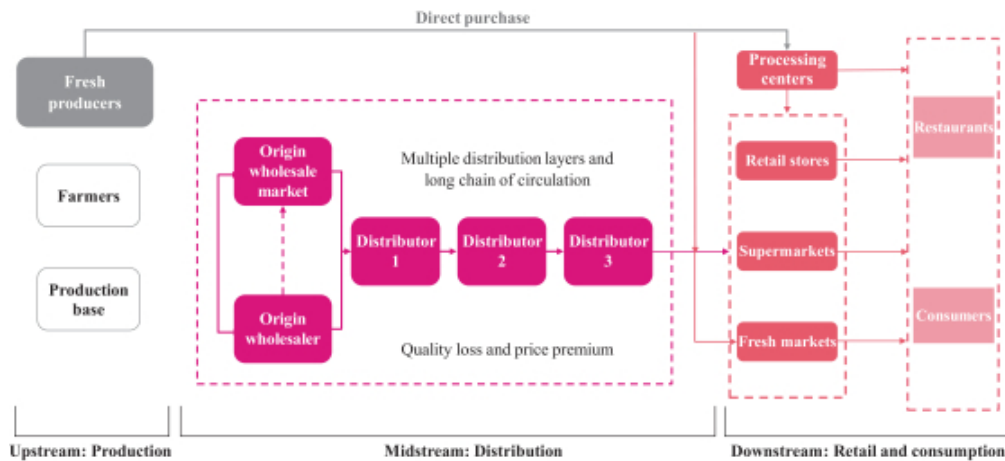 Direct purchase
Fresh
producers
Farmers
Production
base
Origin
wholesale
market
Origin
wholesaler
Multiple distribution layers and
long chain of circulation
Distributor
1
Distributor
2
Distributor
3
Quality loss and price premium
Processing
centers
Retail stores
Supermarkets
Fresh markets
Restaurants
Consumers
Upstream: Production
Midstream: Distribution
Downstream: Retail and consumption